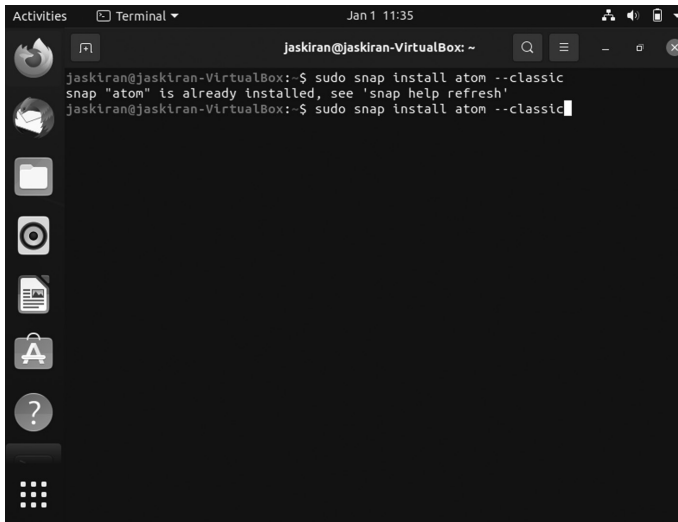 Activities Terminal Jan 1 11:35
jaskiran@jaskiran-VirtualBox: ~
jaskiran@jaskiran-VirtualBox:~$ sudo snap install atom --classic
snap "atom" is already installed, see 'snap help refresh'
jaskiran@jaskiran-VirtualBox:~$ sudo snap install atom --classic